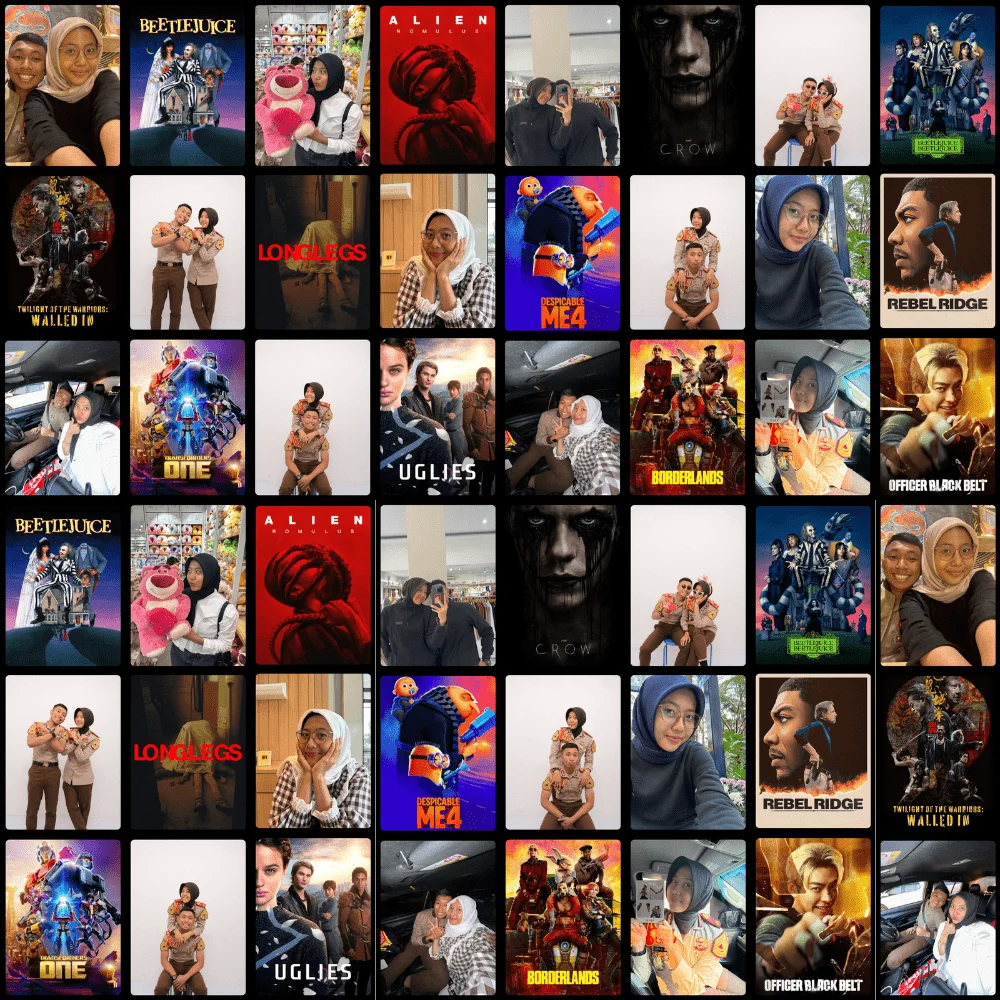 BEETLEJUICE
ALIEN
ROMULUS
THE
CROW
BEETLEJUICE
BEETLEJUICE
TWILIGHT OF THE WARRIORS:
WALLED IN
LONGLEGS
DESPICABLE
ME4
REBEL RIDGE
TRANSFORMERS
ONE
UGLIES
BORDERLANDS
OFFICER BLACK BELT
BEETLEJUICE
ALIEN
ROMULUS
THE
CROW
BEETLEJUICE
BEETLEJUICE
LONGLEGS
DESPICABLE
ME4
REBEL RIDGE
TWILIGHT OF THE WARRIORS:
WALLED IN
TRANSFORMERS
ONE
UGLIES
BORDERLANDS
OFFICER BLACK BELT